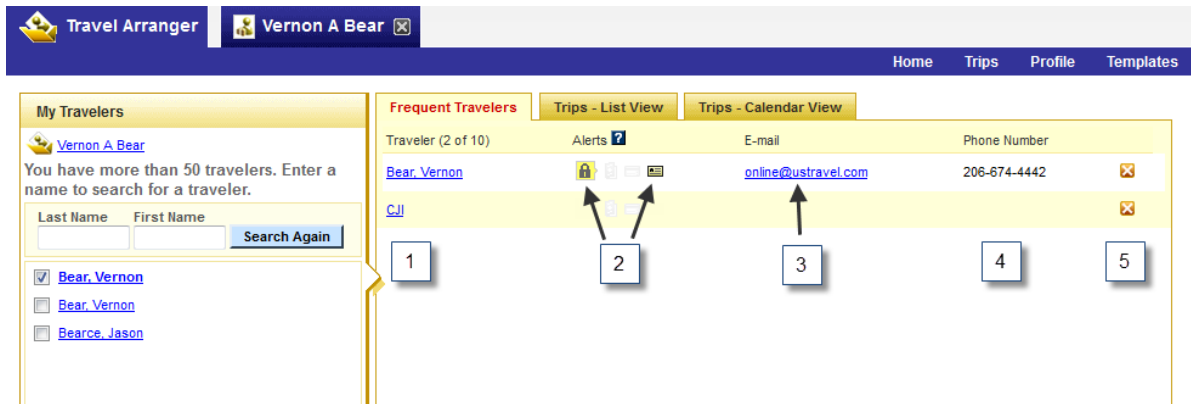 Travel Arranger
Vernon A Bear
Home Trips Profile Templates
My Travelers
Vernon A Bear
You have more than 50 travelers. Enter a
name to search for a traveler.
Last Name First Name
Search Again
Bear, Vernon
Bear, Vernon
Bearce, Jason
Frequent Travelers Trips - List View Trips - Calendar View
Traveler (2 of 10) Alerts ? E-mail Phone Number
Bear, Vernon online@ustravel.com 206-674-4442
CJI
1 2 3 4 5